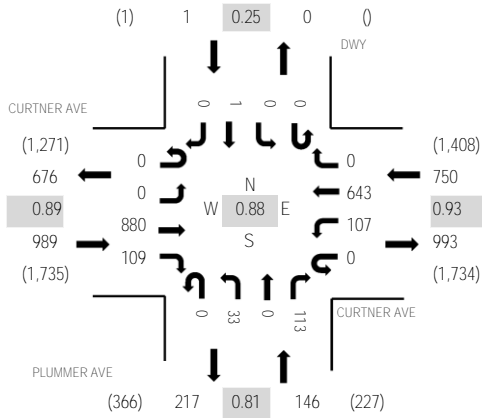 (1) 1 0.25 0 ()
DWY
CURTNER AVE
0 1 0 0
(1,271) 0 0 (1,408)
676 750
0 N 643
0.89 W 0.88 E 0.93
880 107
989 S 993
109 0
(1,735) (1,734)
0 33 0 113
CURTNER AVE
PLUMMER AVE
(366) 217 0.81 146 (227)